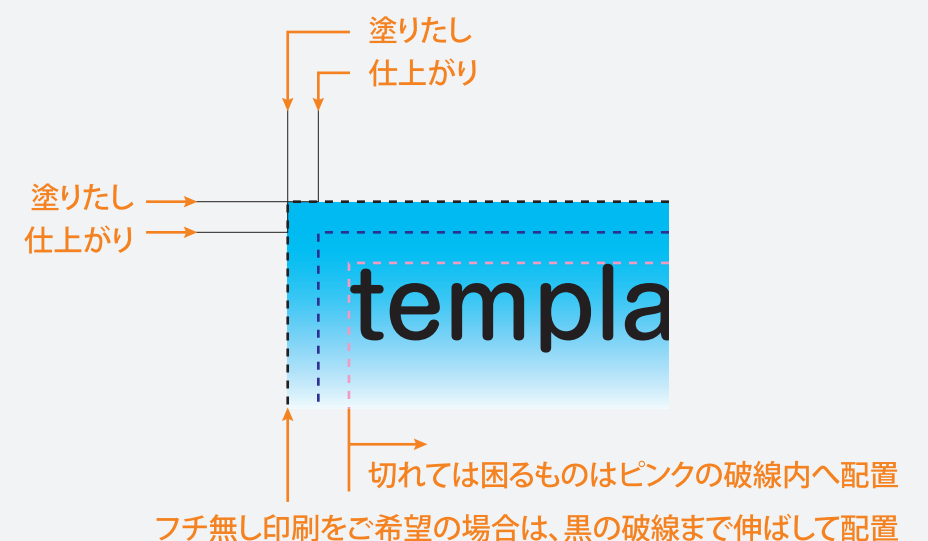 塗りたし
仕上がり
塗りたし
仕上がり
templa
切れては困るものはピンクの破線内へ配置
フチ無し印刷をご希望の場合は、黒の破線まで伸ばして配置